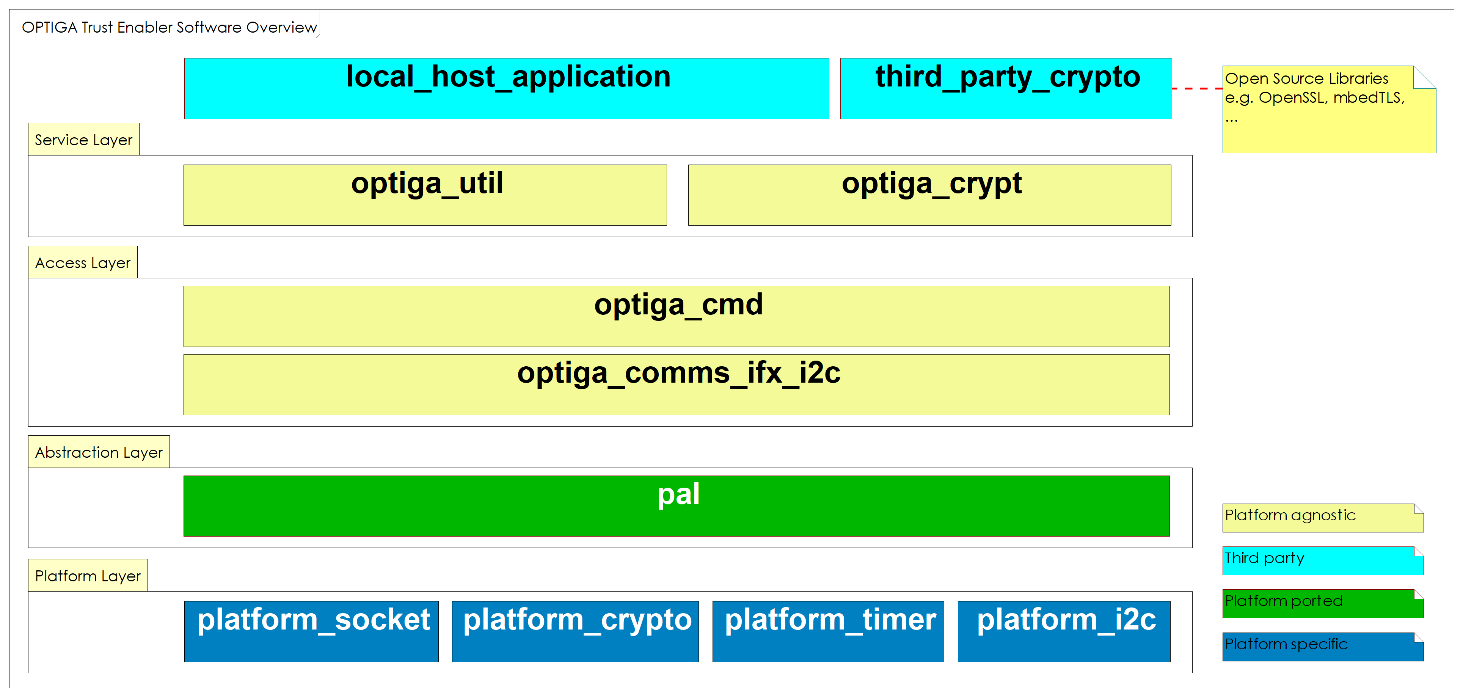 OPTIGA Trust Enabler Software Overview
local_host_application
third_party_crypto
Open Source Libraries
e.g. OpenSSL, mbedTLS,
...
Service Layer
optiga_util
optiga_crypt
Access Layer
optiga_cmd
optiga_comms_ifx_i2c
Abstraction Layer
pal
Platform agnostic
Third party
Platform Layer
Platform ported
platform_socket
platform_crypto
platform_timer
platform_i2c
Platform specific